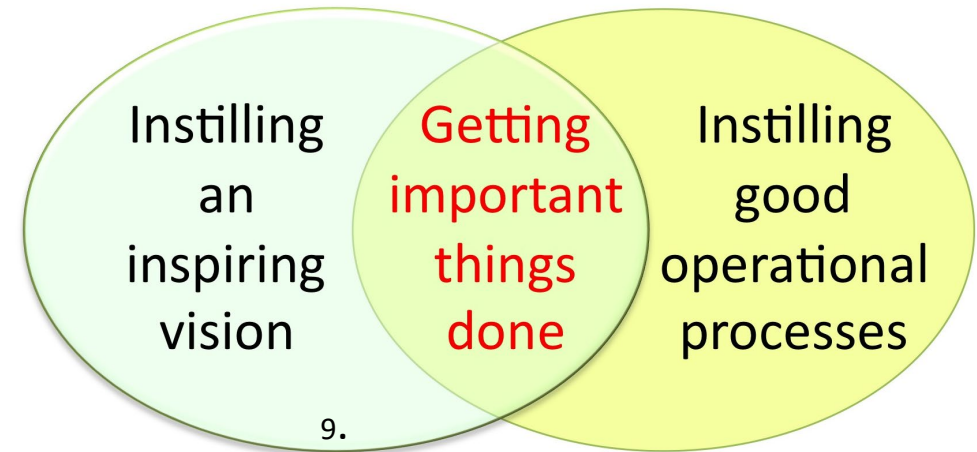 Instilling
an
inspiring
vision
Getting
important
things
done
Instilling
good
operational
processes
9.